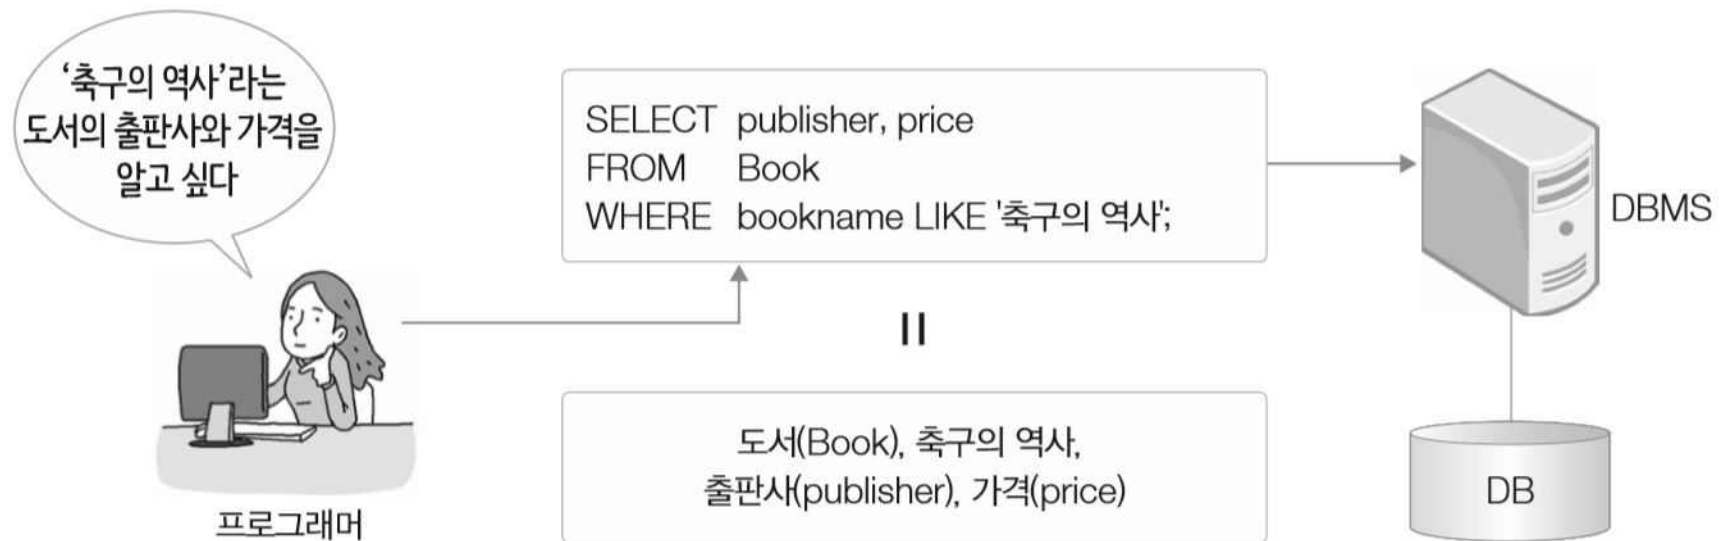 ‘축구의 역사’라는
도서의 출판사와 가격을
알고 싶다
프로그래머
SELECT publisher, price
FROM Book
WHERE bookname LIKE '축구의 역사';
=
도서(Book), 축구의 역사,
출판사(publisher), 가격(price)
DBMS
DB